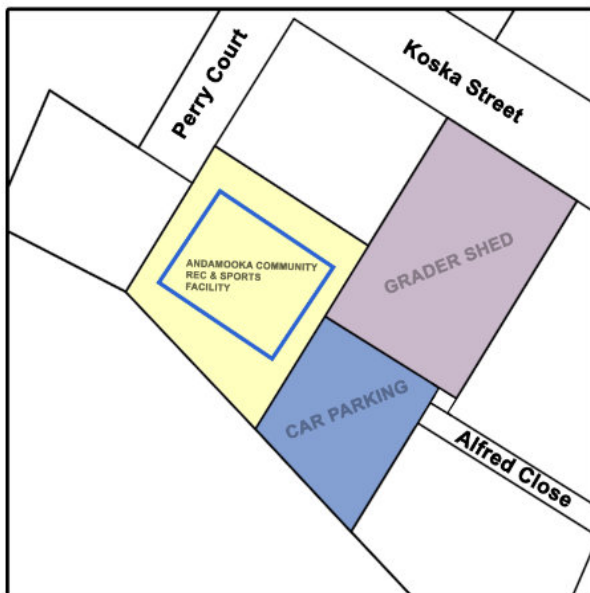 Perry Court
Koska Street
GRADER SHED
ANDAMOOKA COMMUNITY
REC & SPORTS
FACILITY
CAR PARKING
Alfred Close